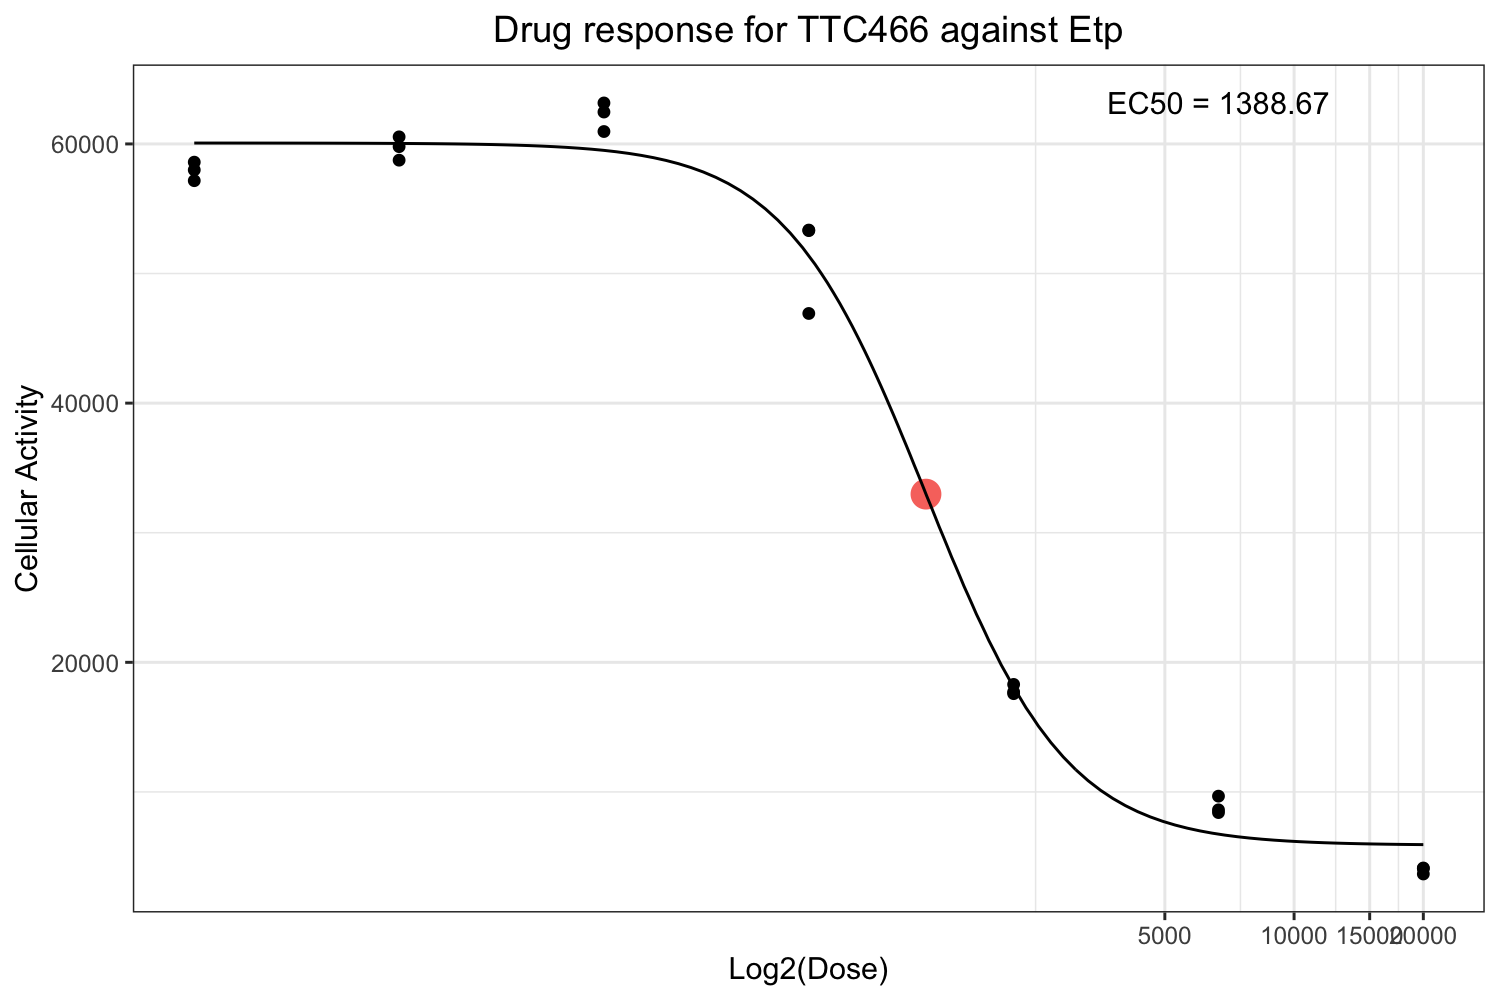 Drug response for TTC466 against Etp
EC50 = 1388.67
60000
40000
20000
Cellular Activity
5000 10000 15000 20000
Log2(Dose)